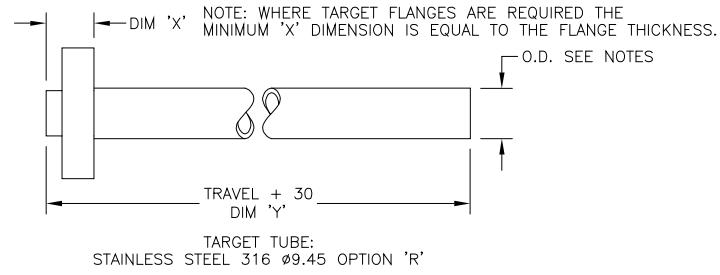 DIM 'X'
NOTE: WHERE TARGET FLANGES ARE REQUIRED THE
MINIMUM 'X' DIMENSION IS EQUAL TO THE FLANGE THICKNESS.
O.D. SEE NOTES
TRAVEL + 30
DIM 'Y'
TARGET TUBE:
STAINLESS STEEL 316 ⌀9.45 OPTION 'R'